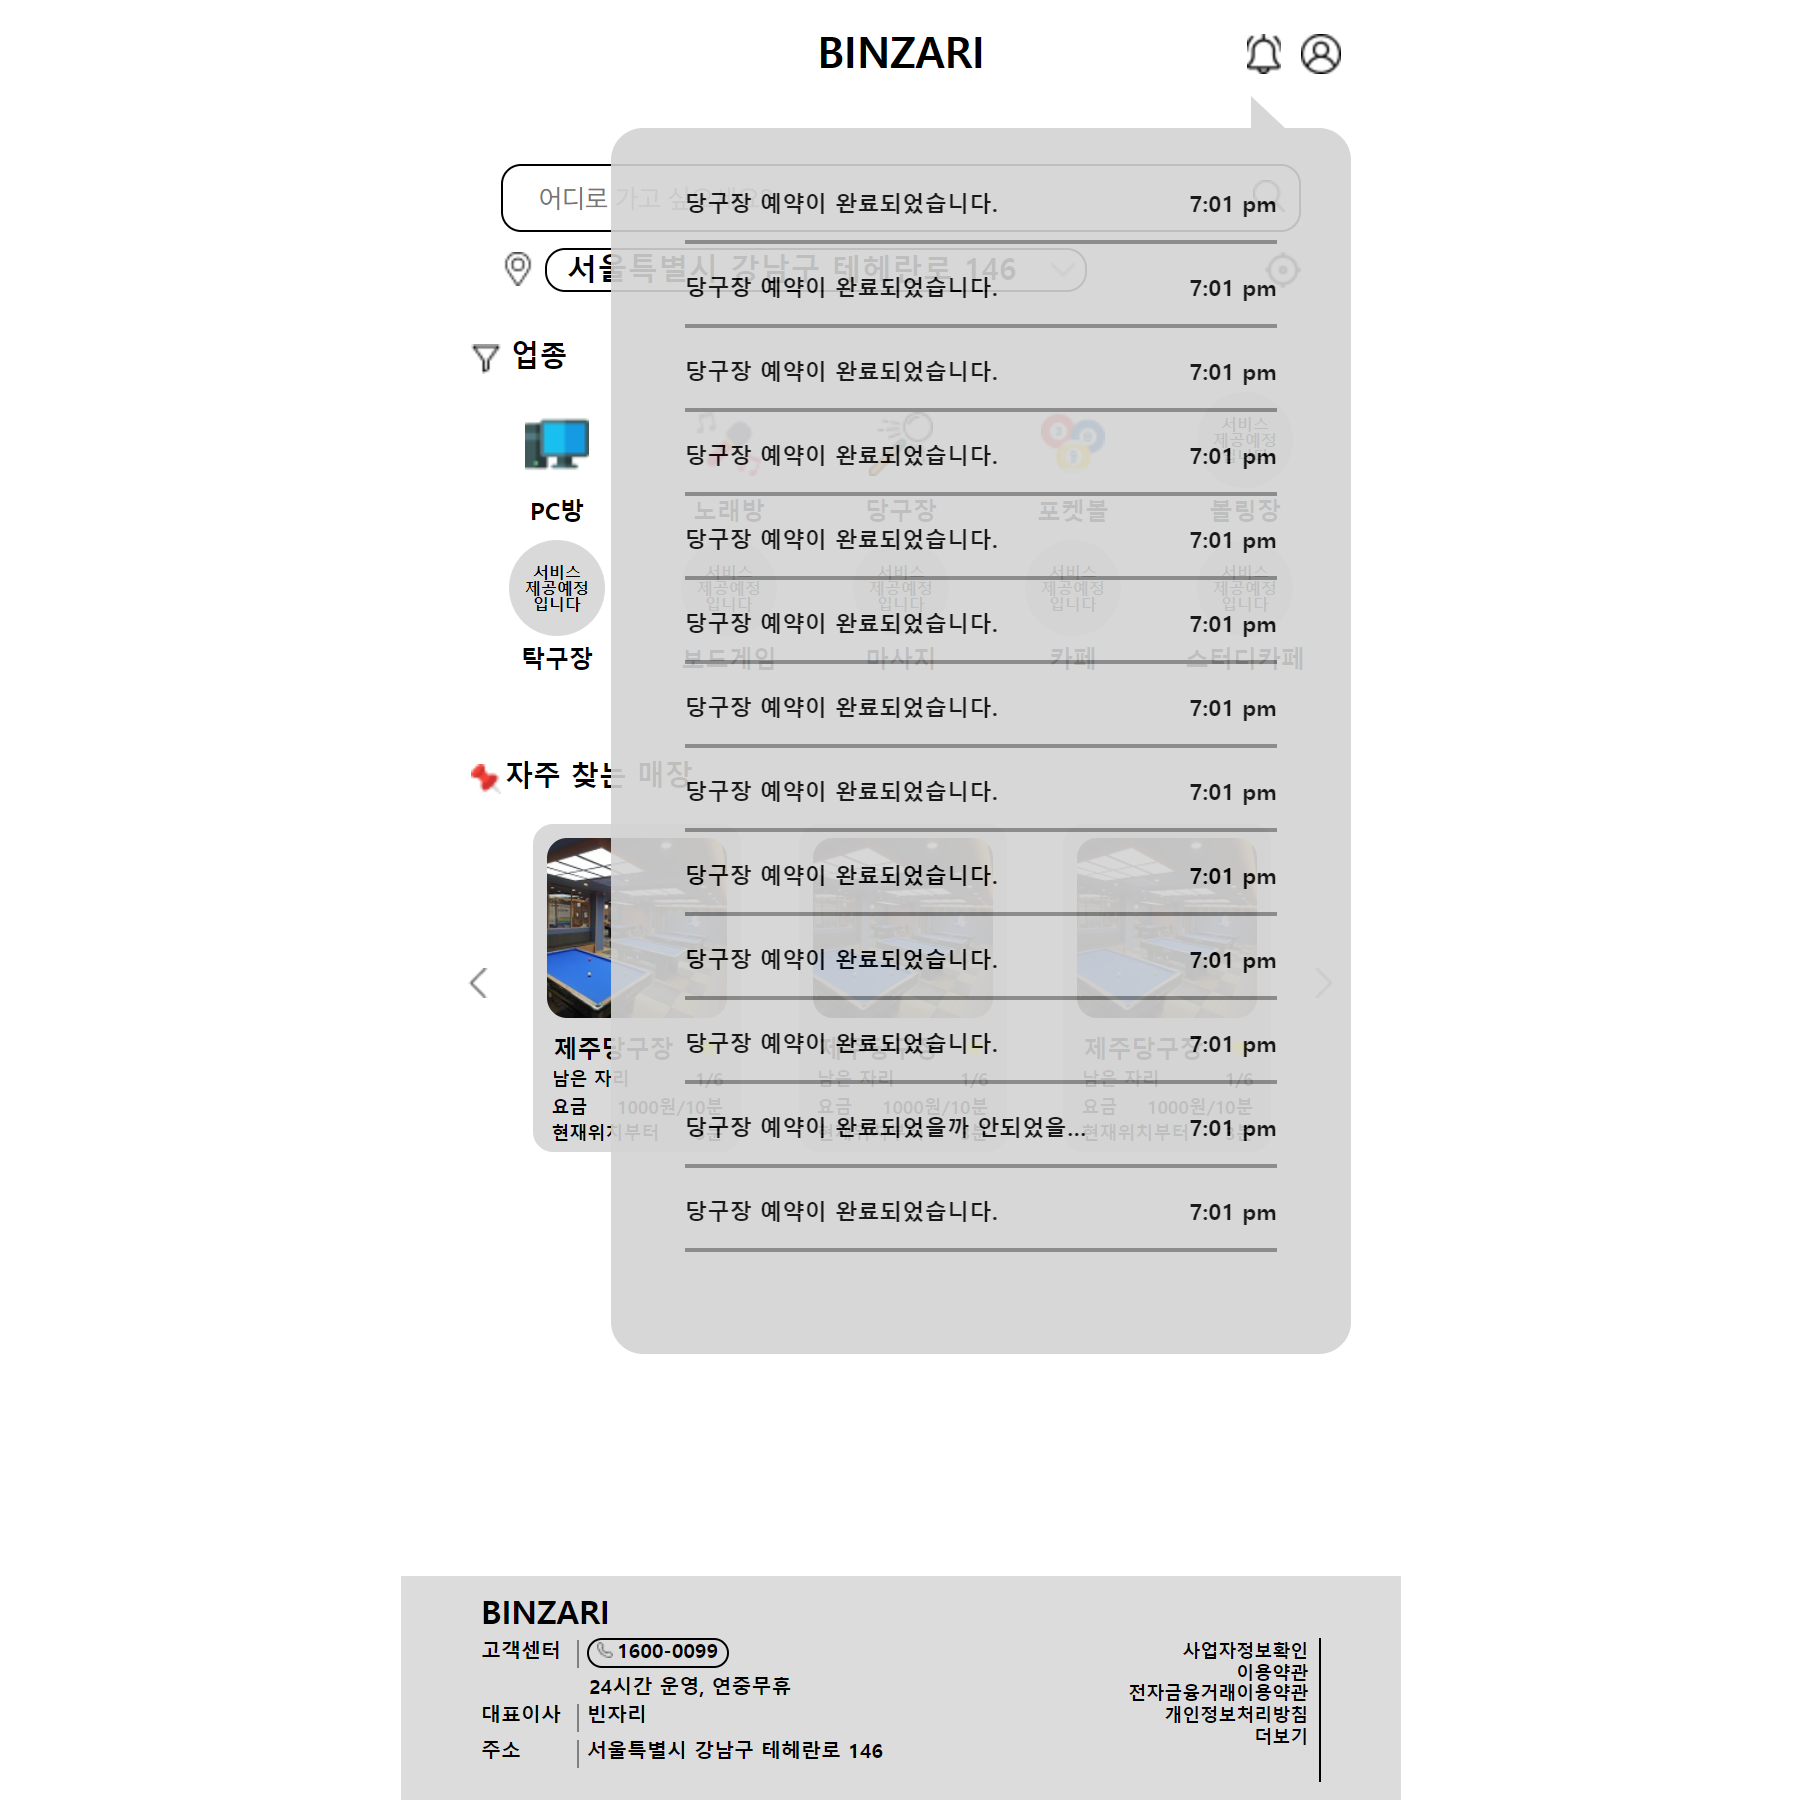 BINZARI
어디로 가고 싶으세요?
당구장 예약이 완료되었습니다. 7:01 pm
서울특별시 강남구 테헤란로 146
당구장 예약이 완료되었습니다. 7:01 pm
업종
당구장 예약이 완료되었습니다. 7:01 pm
서비스
제공예정
입니다
당구장 예약이 완료되었습니다. 7:01 pm
PC방 노래방 당구장 포켓볼 볼링장
당구장 예약이 완료되었습니다. 7:01 pm
서비스 서비스 서비스 서비스 서비스
제공예정 제공예정 제공예정 제공예정 제공예정
입니다 입니다 입니다 입니다 입니다
당구장 예약이 완료되었습니다. 7:01 pm
탁구장 보드게임 마사지 카페 스터디카페
당구장 예약이 완료되었습니다. 7:01 pm
자주 찾는 매장
당구장 예약이 완료되었습니다. 7:01 pm
당구장 예약이 완료되었습니다. 7:01 pm
당구장 예약이 완료되었습니다. 7:01 pm
당구장 예약이 완료되었습니다. 7:01 pm
제주당구장 제주당구장 제주당구장
남은 자리 1/6 남은 자리 1/6 남은 자리 1/6
요금 1000원/10분 요금 1000원/10분 요금 1000원/10분
당구장 예약이 완료되었을까 안되었을... 7:01 pm
현재위치부터 현재위치부터 현재위치부터
당구장 예약이 완료되었습니다. 7:01 pm
BINZARI
고객센터 1600-0099
24시간 운영, 연중무휴
대표이사 빈자리
주소 서울특별시 강남구 테헤란로 146
사업자정보확인
이용약관
전자금융거래이용약관
개인정보처리방침
더보기